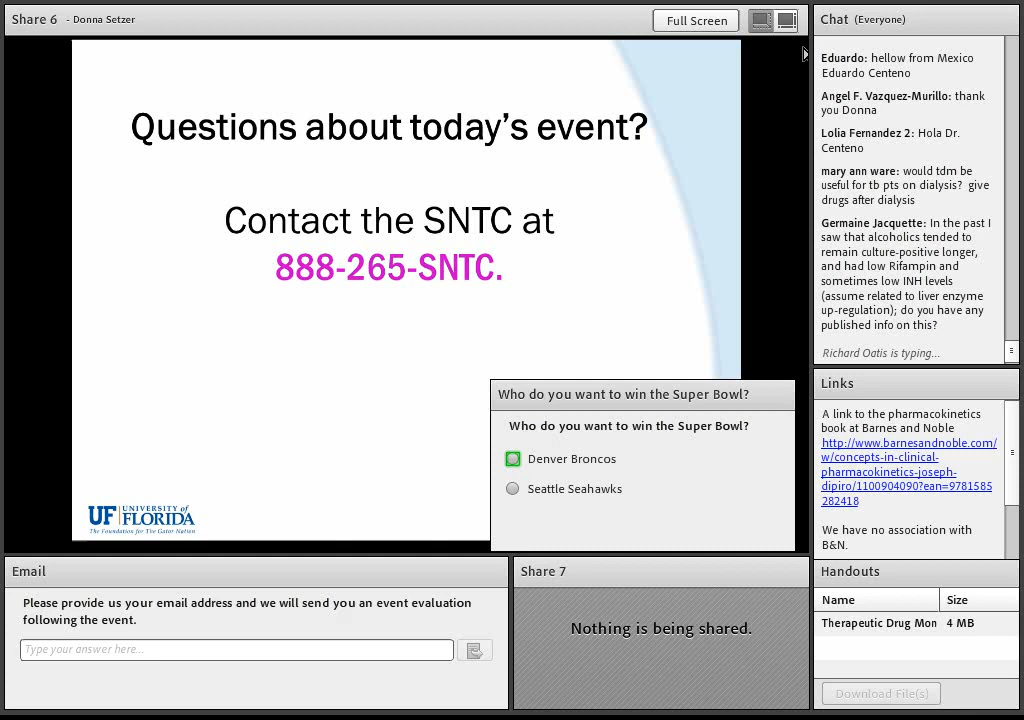 Share 6 - Donna Setzer
Full Screen
Questions about today's event?
Contact the SNTC at
888-265-SNTC.
UF UNIVERSITY of
FLORIDA
The Foundation for The Gator Nation
Who do you want to win the Super Bowl?
Who do you want to win the Super Bowl?
Denver Broncos
Seattle Seahawks
Email
Please provide us your email address and we will send you an event evaluation
following the event.
Type your answer here...
Share 7
Nothing is being shared.
Chat (Everyone)
Eduardo: hellow from Mexico
Eduardo Centeno
Angel F. Vazquez-Murillo: thank
you Donna
Lolia Fernandez 2: Hola Dr.
Centeno
mary ann ware: would tdm be
useful for tb pts on dialysis?  give
drugs after dialysis
Germaine Jacquette: In the past I
saw that alcoholics tended to
remain culture-positive longer,
and had low Rifampin and
sometimes low INH levels
(assume related to liver enzyme
up-regulation); do you have any
published info on this?
Richard Oatis is typing...
Links
A link to the pharmacokinetics
book at Barnes and Noble
http://www.barnesandnoble.com/
w/concepts-in-clinical-
pharmacokinetics-joseph-
dipiro/1100904090?ean=9781585
282418
We have no association with
B&N.
Handouts
Name Size
Therapeutic Drug Mon 4 MB
Download File(s)